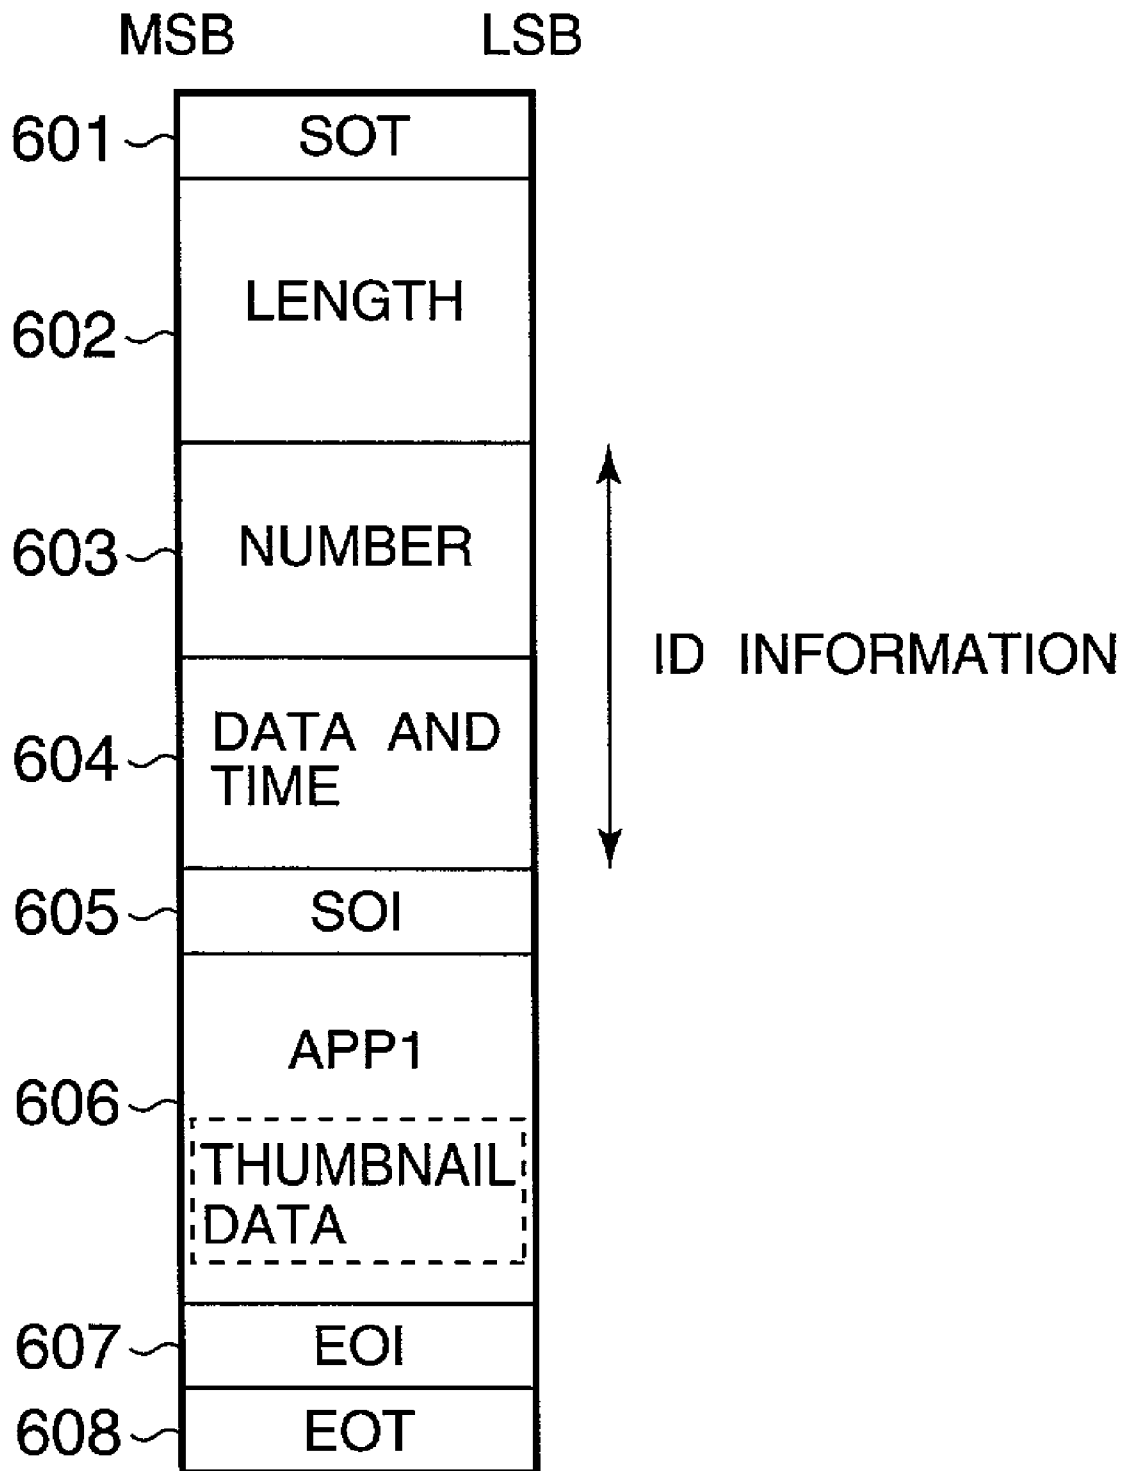 MSB LSB
601 SOT
602 LENGTH
603 NUMBER
ID INFORMATION
604 DATA AND
TIME
605 SOI
606 APP1
THUMBNAIL
DATA
607 EOI
608 EOT